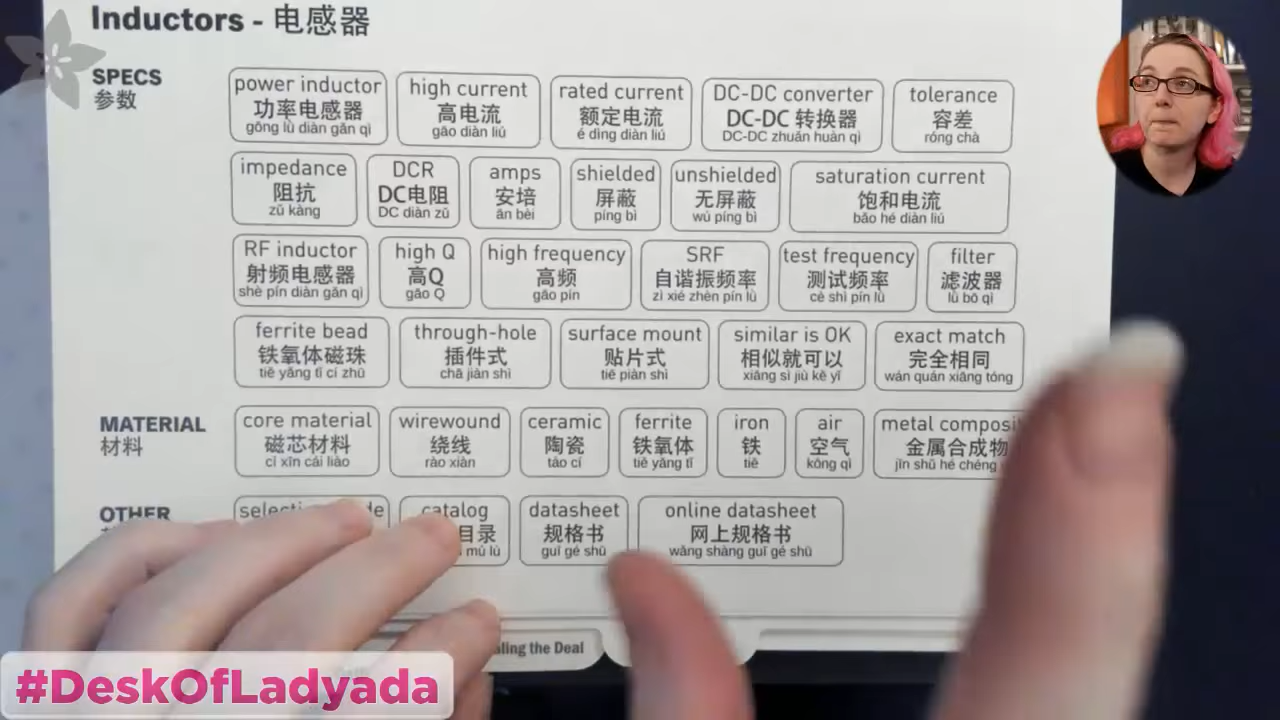 Inductors - 电感器
SPECS
参数
power inductor
功率电感器
gōng lǜ diàn gǎn qì
high current
高电流
gāo diàn liú
rated current
额定电流
é dìng diàn liú
DC-DC converter
DC-DC 转换器
DC-DC zhuǎn huàn qì
tolerance
容差
róng chà
impedance
阻抗
zǔ kàng
DCR
DC电阻
DC diàn zǔ
amps
安培
ān bèi
shielded
屏蔽
píng bì
unshielded
无屏蔽
wú píng bì
saturation current
饱和电流
bǎo hé diàn liú
RF inductor
射频电感器
shè pín diàn gǎn qì
high Q
高Q
gāo Q
high frequency
高频
gāo pín
SRF
自谐振频率
zì xié zhèn pín lǜ
test frequency
测试频率
cè shì pín lǜ
filter
滤波器
lǜ bō qì
ferrite bead
铁氧体磁珠
tiě yǎng tǐ cí zhū
through-hole
插件式
chā jiàn shì
surface mount
贴片式
tiē piàn shì
similar is OK
相似就可以
xiāng sì jiù kě yǐ
exact match
完全相同
wán quán xiāng tóng
MATERIAL
材料
core material
磁芯材料
cí xīn cái liào
wirewound
绕线
rào xiàn
ceramic
陶瓷
táo cí
ferrite
铁氧体
tiě yǎng tǐ
iron
铁
tiě
air
空气
kōng qì
metal composi
金属合成物
jīn shǔ hé chéng
OTHER
catalog
目录
mù lù
datasheet
规格书
guī gé shū
online datasheet
网上规格书
wǎng shàng guī gé shū
the Deal
#DeskOfLadyada